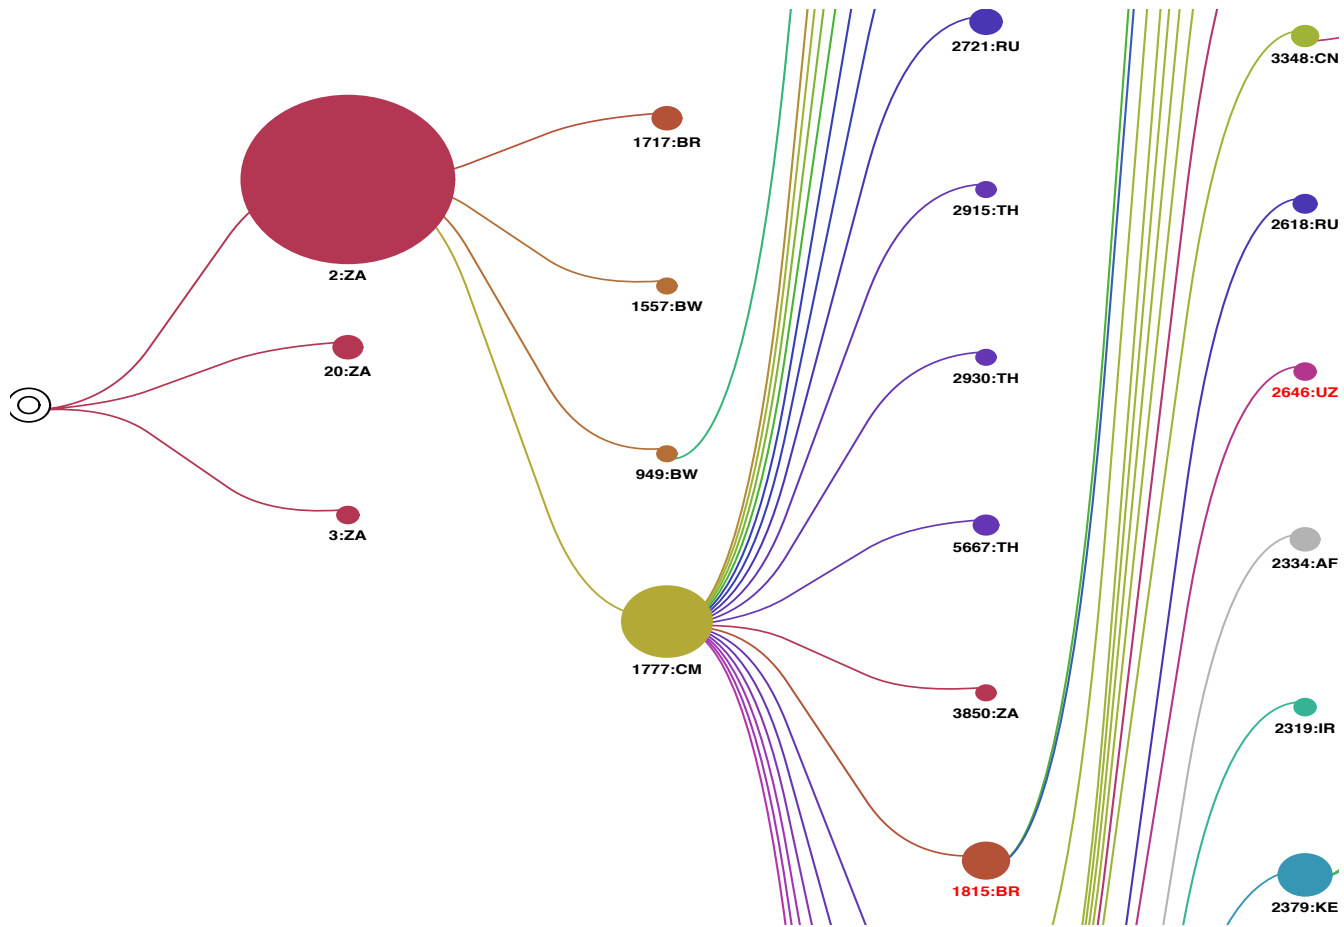 2:ZA
20:ZA
3:ZA
1717:BR
1557:BW
949:BW
1777:CM
2721:RU
2915:TH
2930:TH
5667:TH
3850:ZA
1815:BR
3348:CN
2618:RU
2646:UZ
2334:AF
2319:IR
2379:KE